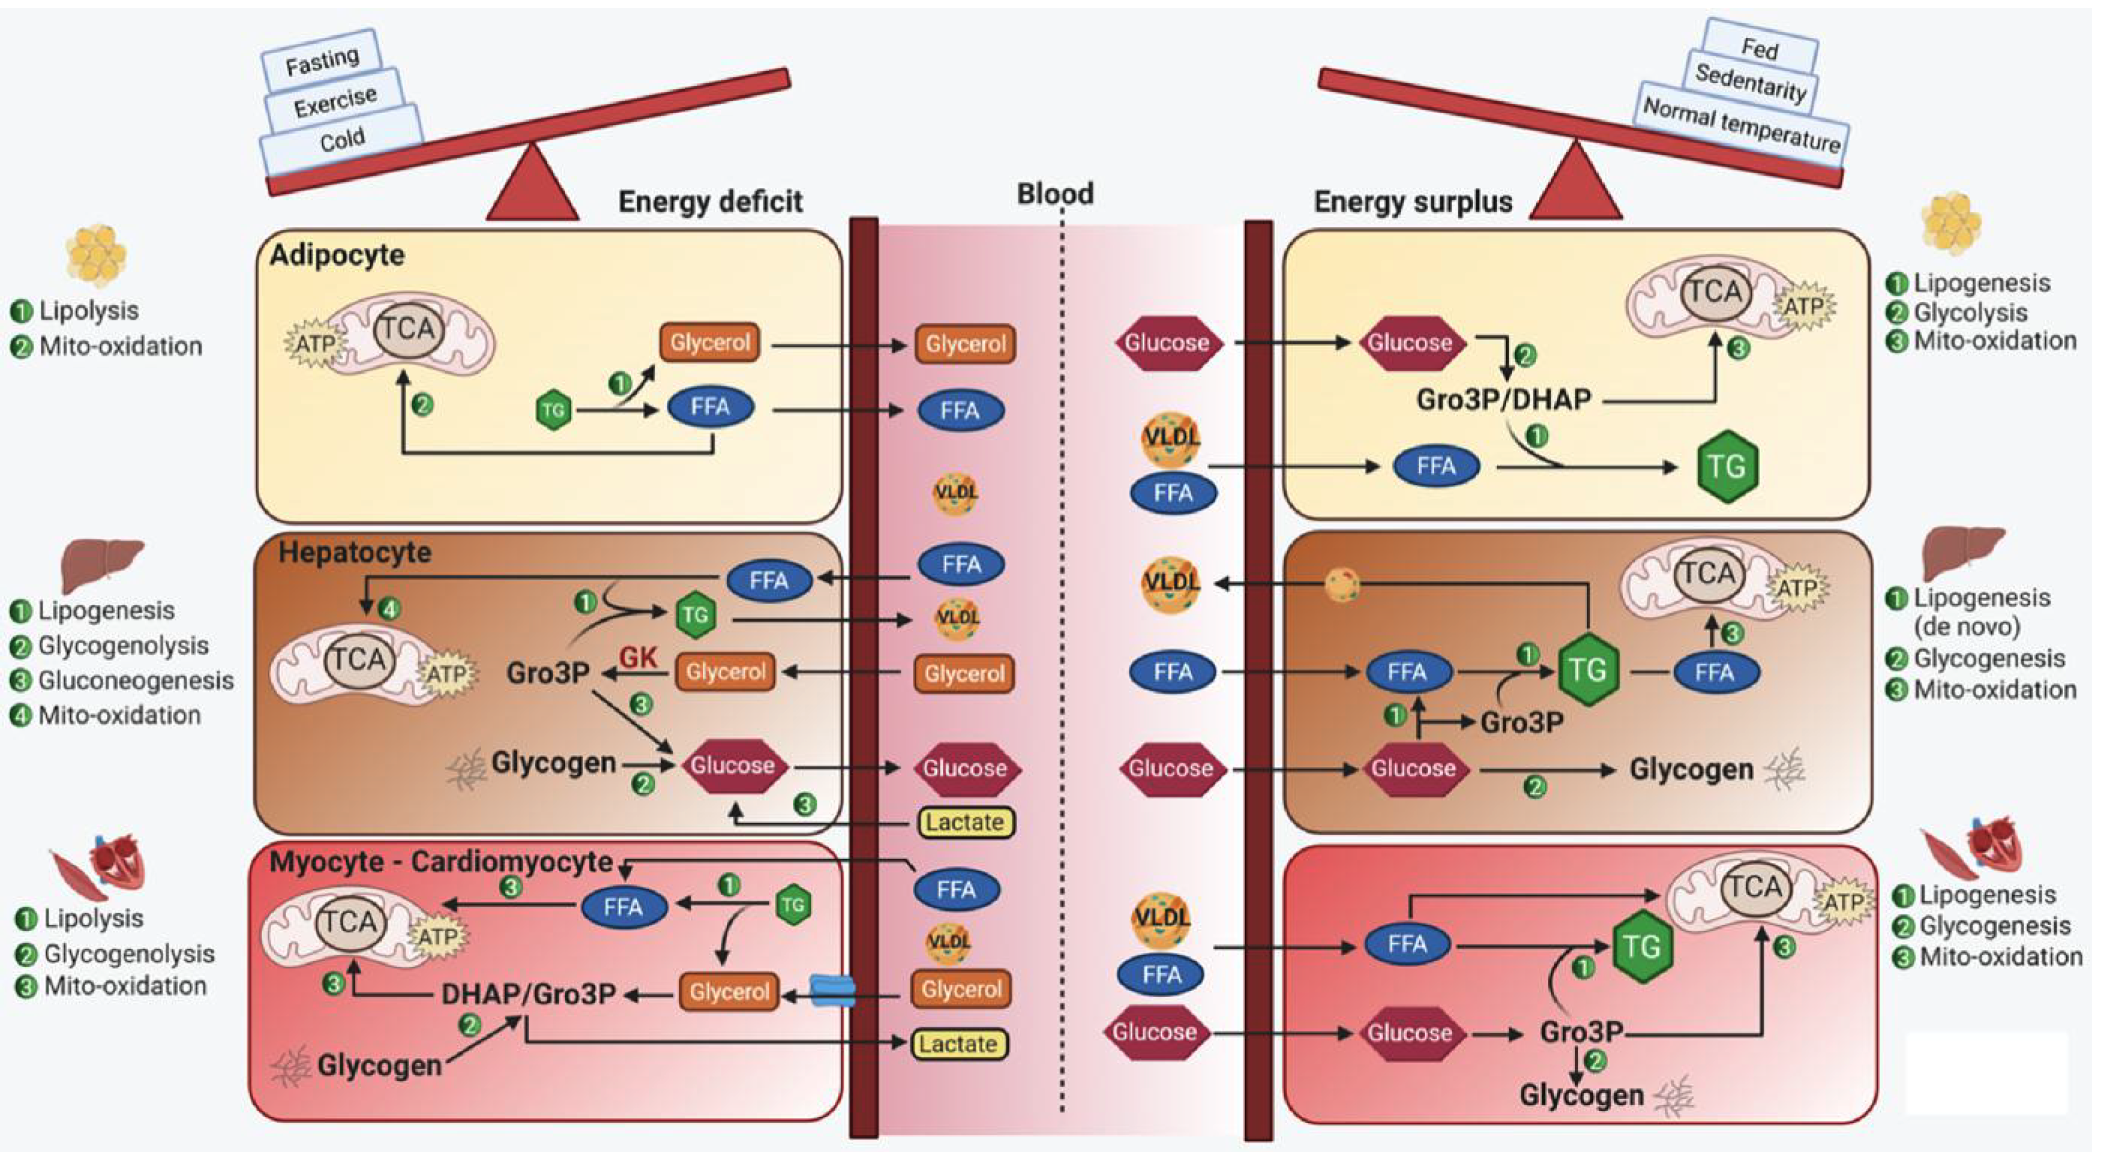 Fasting
Exercise
Cold
Energy deficit
Blood
Energy surplus
Fed
Sedentarity
Normal temperature
1 Lipolysis
2 Mito-oxidation
Adipocyte
ATP
TCA
2
TG
1
Glycerol
FFA
Glycerol
FFA
VLDL
Glucose
VLDL
FFA
Glucose
2
Gro3P/DHAP
1
FFA
TG
TCA
ATP
3
1 Lipogenesis
2 Glycolysis
3 Mito-oxidation
1 Lipogenesis
2 Glycogenolysis
3 Gluconeogenesis
4 Mito-oxidation
Hepatocyte
4
TCA
ATP
1
FFA
TG
Gro3P
GK
Glycerol
3
Glycogen
2
Glucose
3
FFA
VLDL
Glycerol
Glucose
Lactate
VLDL
FFA
Glucose
FFA
1
TG
FFA
3
TCA
ATP
1
Gro3P
Glucose
2
Glycogen
1 Lipogenesis
(de novo)
2 Glycogenesis
3 Mito-oxidation
1 Lipolysis
2 Glycogenolysis
3 Mito-oxidation
Myocyte - Cardiomyocyte
TCA
ATP
3
FFA
1
TG
3
DHAP/Gro3P
Glycerol
2
Glycogen
FFA
VLDL
Glycerol
Lactate
VLDL
FFA
Glucose
FFA
1
TG
TCA
ATP
3
Glucose
Gro3P
2
Glycogen
1 Lipogenesis
2 Glycogenesis
3 Mito-oxidation